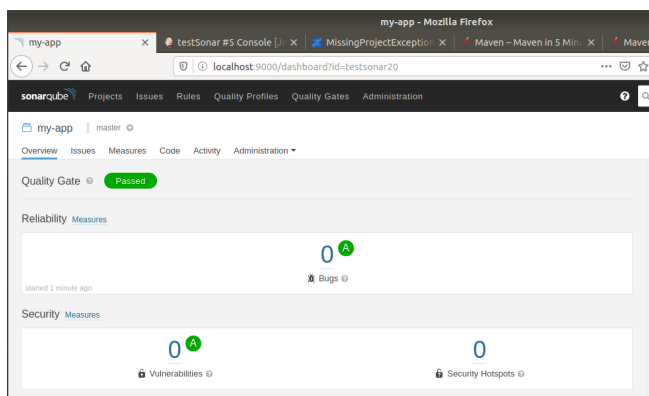 my-app - Mozilla Firefox
my-app testSonar #5 Console [Je MissingProjectException Maven – Maven in 5 Minu Maven
localhost:9000/dashboard?id=testsonar20
sonarqube Projects Issues Rules Quality Profiles Quality Gates Administration
my-app master
Overview Issues Measures Code Activity Administration
Quality Gate Passed
Reliability Measures
0 A
Bugs
started 1 minute ago
Security Measures
0 A 0
Vulnerabilities Security Hotspots